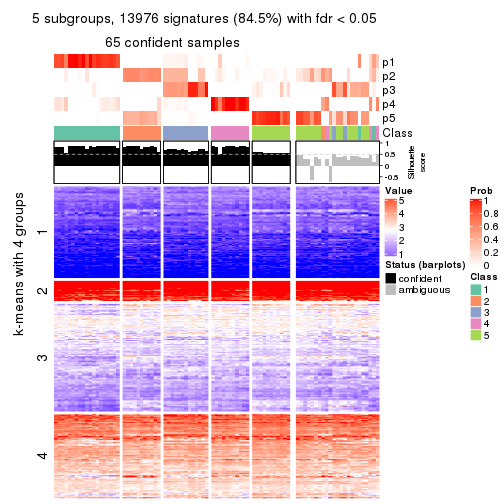 5 subgroups, 13976 signatures (84.5%) with fdr < 0.05
65 confident samples
p1
p2
p3
p4
p5
Class
1
0.5
0
-0.5
Silhouette
score
k-means with 4 groups
1
2
3
4
Value
5
4
3
2
1
Status (barplots)
confident
ambiguous
Prob
1
0.8
0.6
0.4
0.2
0
Class
1
2
3
4
5